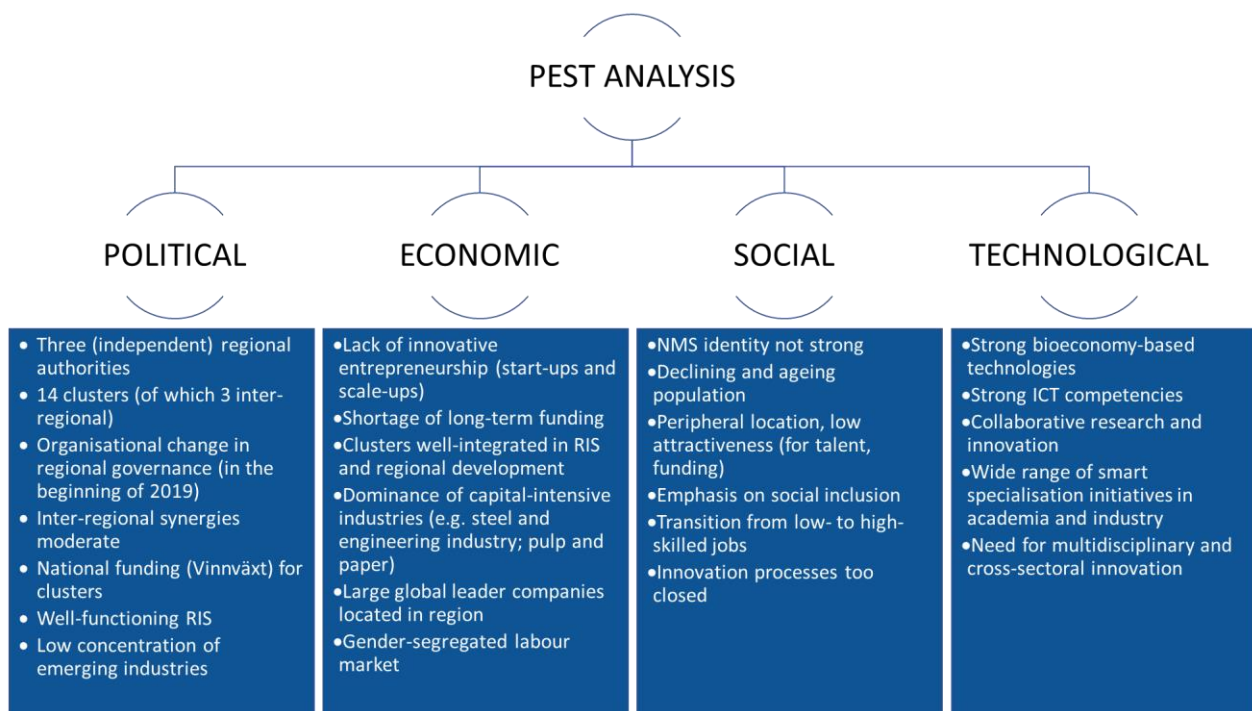 PEST ANALYSIS
POLITICAL
• Three (independent) regional
authorities
• 14 clusters (of which 3 inter-
regional)
• Organisational change in
regional governance (in the
beginning of 2019)
• Inter-regional synergies
moderate
• National funding (Vinnväxt) for
clusters
• Well-functioning RIS
• Low concentration of
emerging industries
ECONOMIC
•Lack of innovative
entrepreneurship (start-ups and
scale-ups)
•Shortage of long-term funding
•Clusters well-integrated in RIS
and regional development
•Dominance of capital-intensive
industries (e.g. steel and
engineering industry; pulp and
paper)
•Large global leader companies
located in region
•Gender-segregated labour
market
SOCIAL
•NMS identity not strong
•Declining and ageing
population
•Peripheral location, low
attractiveness (for talent,
funding)
•Emphasis on social inclusion
•Transition from low- to high-
skilled jobs
•Innovation processes too
closed
TECHNOLOGICAL
•Strong bioeconomy-based
technologies
•Strong ICT competencies
•Collaborative research and
innovation
•Wide range of smart
specialisation initiatives in
academia and industry
•Need for multidisciplinary and
cross-sectoral innovation